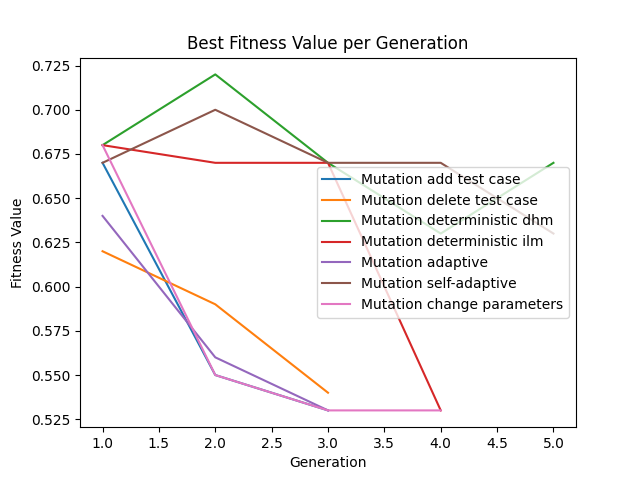 Best Fitness Value per Generation
Fitness Value
0.725
0.700
0.675
0.650
0.625
0.600
0.575
0.550
0.525
Mutation add test case
Mutation delete test case
Mutation deterministic dhm
Mutation deterministic ilm
Mutation adaptive
Mutation self-adaptive
Mutation change parameters
1.0 1.5 2.0 2.5 3.0 3.5 4.0 4.5 5.0
Generation